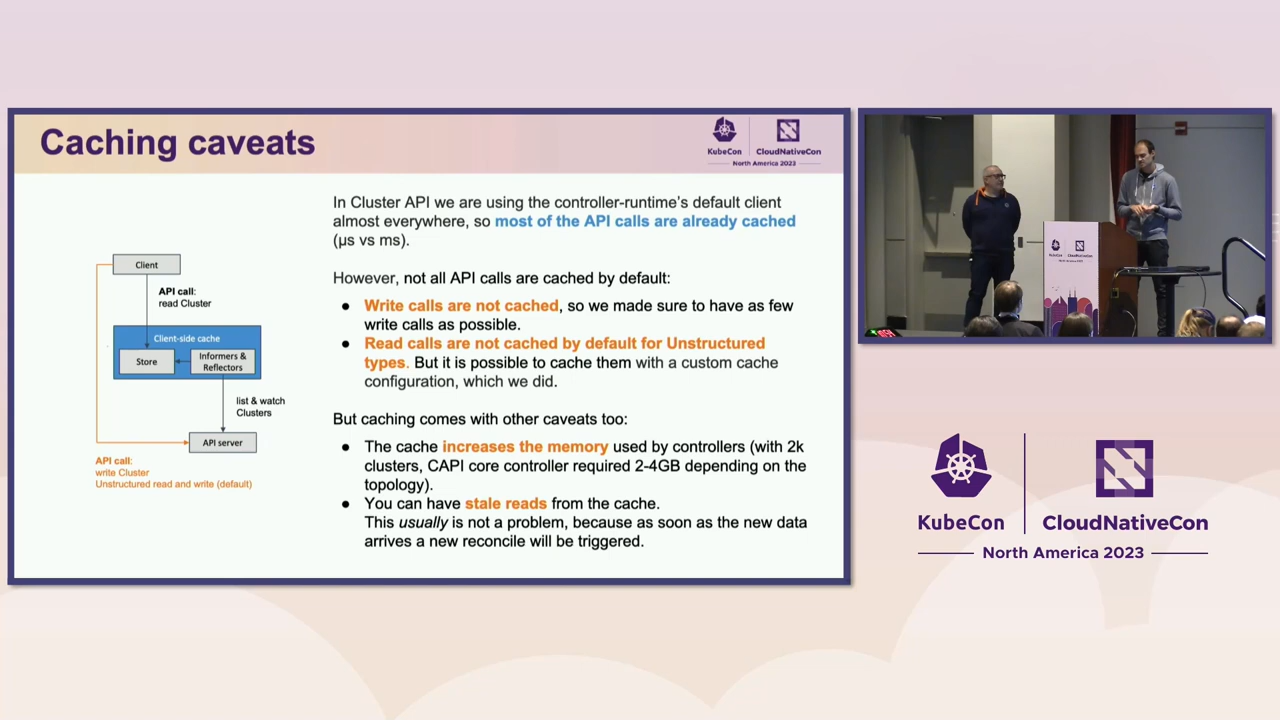 Caching caveats
KubeCon
CloudNativeCon
North America 2023
In Cluster API we are using the controller-runtime's default client
almost everywhere, so most of the API calls are already cached
(µs vs ms).
However, not all API calls are cached by default:
● Write calls are not cached, so we made sure to have as few
write calls as possible.
● Read calls are not cached by default for Unstructured
types. But it is possible to cache them with a custom cache
configuration, which we did.
But caching comes with other caveats too:
● The cache increases the memory used by controllers (with 2k
clusters, CAPI core controller required 2-4GB depending on the
topology).
● You can have stale reads from the cache.
This usually is not a problem, because as soon as the new data
arrives a new reconcile will be triggered.
Client
API call:
read Cluster
Client-side cache
Store
Informers &
Reflectors
list & watch
Clusters
API server
API call:
write Cluster
Unstructured read and write (default)
KubeCon
CloudNativeCon
North America 2023